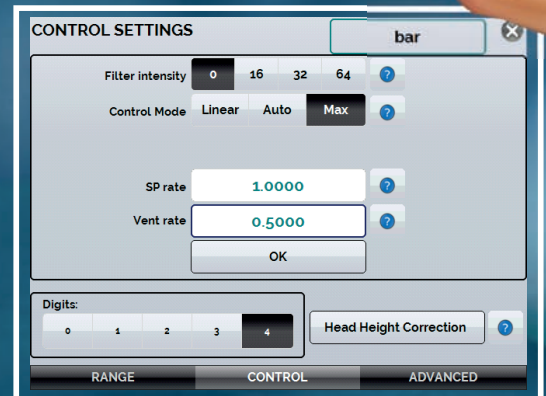 CONTROL SETTINGS
bar
Filter intensity 0 16 32 64 ?
Control Mode Linear Auto Max ?
SP rate 1.0000 ?
Vent rate 0.5000 ?
OK
Digits:
0 1 2 3 4
Head Height Correction ?
RANGE CONTROL ADVANCED